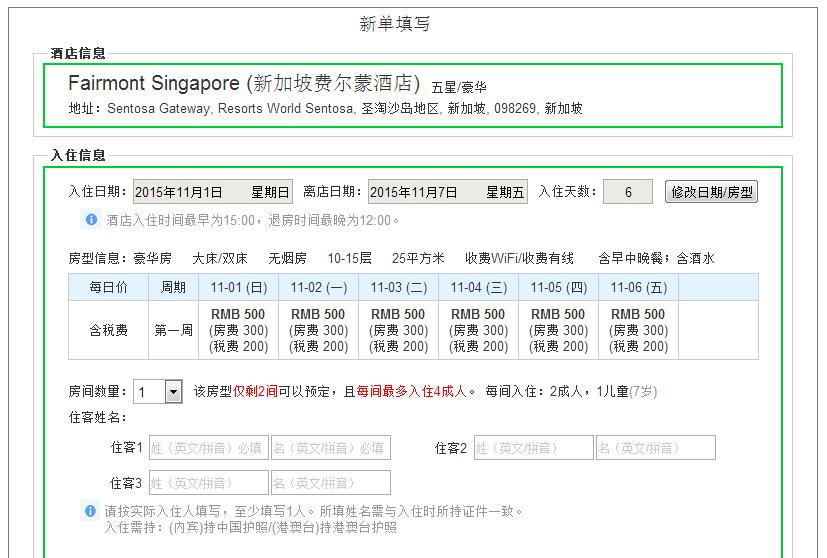 新单填写
酒店信息
Fairmont Singapore (新加坡费尔蒙酒店) 五星/豪华
地址：Sentosa Gateway, Resorts World Sentosa, 圣淘沙岛地区, 新加坡, 098269, 新加坡
入住信息
入住日期：2015年11月1日 星期日 离店日期：2015年11月7日 星期五 入住天数： 6 修改日期/房型
酒店入住时间最早为15:00，退房时间最晚为12:00。
房型信息：豪华房 大床/双床 无烟房 10-15层 25平方米 收费WiFi/收费有线 含早中晚餐；含酒水
每日价 周期 11-01 (日) 11-02 (一) 11-03 (二) 11-04 (三) 11-05 (四) 11-06 (五)
含税费 第一周 RMB 500 RMB 500 RMB 500 RMB 500 RMB 500 RMB 500
(房费 300) (房费 300) (房费 300) (房费 300) (房费 300) (房费 300)
(税费 200) (税费 200) (税费 200) (税费 200) (税费 200) (税费 200)
房间数量： 1 该房型仅剩2间可以预定，且每间最多入住4成人。 每间入住：2成人，1儿童(7岁)
住客姓名：
住客1 姓（英文/拼音）必填 名（英文/拼音）必填 住客2 姓（英文/拼音） 名（英文/拼音）
住客3 姓（英文/拼音） 名（英文/拼音）
请按实际入住人填写，至少填写1人。所填姓名需与入住时所持证件一致。
入住需持：(内宾)持中国护照/(港澳台)持港澳台护照